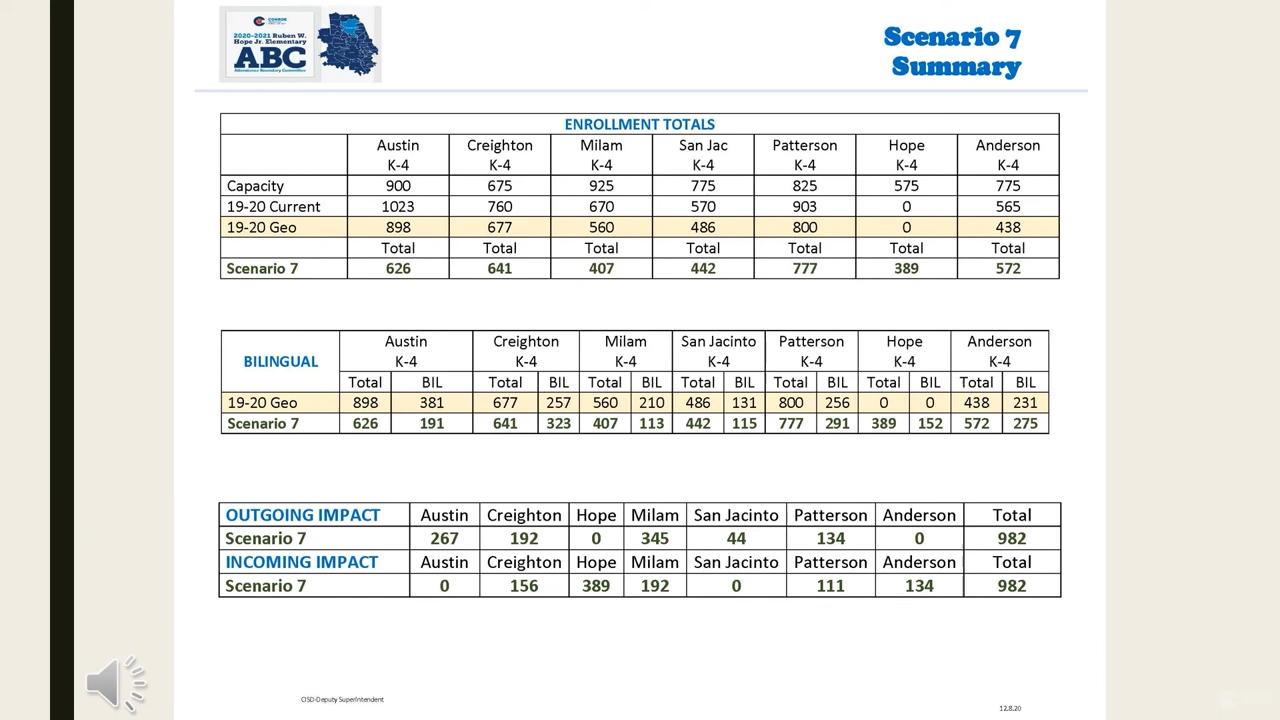 CONROE
2020-2021 Ruben W.
Hope Jr. Elementary
ABC
Attendance Boundary Committee
Scenario 7
Summary
ENROLLMENT TOTALS
Austin Creighton Milam San Jac Patterson Hope Anderson
K-4 K-4 K-4 K-4 K-4 K-4 K-4
Capacity 900 675 925 775 825 575 775
19-20 Current 1023 760 670 570 903 0 565
19-20 Geo 898 677 560 486 800 0 438
Total Total Total Total Total Total Total
Scenario 7 626 641 407 442 777 389 572
Austin Creighton Milam San Jacinto Patterson Hope Anderson
BILINGUAL K-4 K-4 K-4 K-4 K-4 K-4 K-4
Total BIL Total BIL Total BIL Total BIL Total BIL Total BIL Total BIL
19-20 Geo 898 381 677 257 560 210 486 131 800 256 0 0 438 231
Scenario 7 626 191 641 323 407 113 442 115 777 291 389 152 572 275
OUTGOING IMPACT Austin Creighton Hope Milam San Jacinto Patterson Anderson Total
Scenario 7 267 192 0 345 44 134 0 982
INCOMING IMPACT Austin Creighton Hope Milam San Jacinto Patterson Anderson Total
Scenario 7 0 156 389 192 0 111 134 982
CISD-Deputy Superintendent
12.8.20